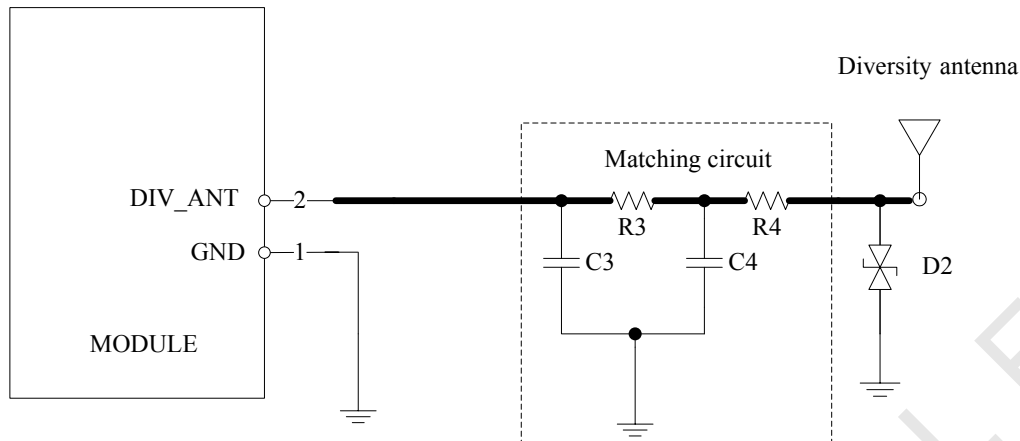 Diversity antenna
Matching circuit
DIV_ANT
2
R3
R4
GND
1
C3
C4
D2
MODULE